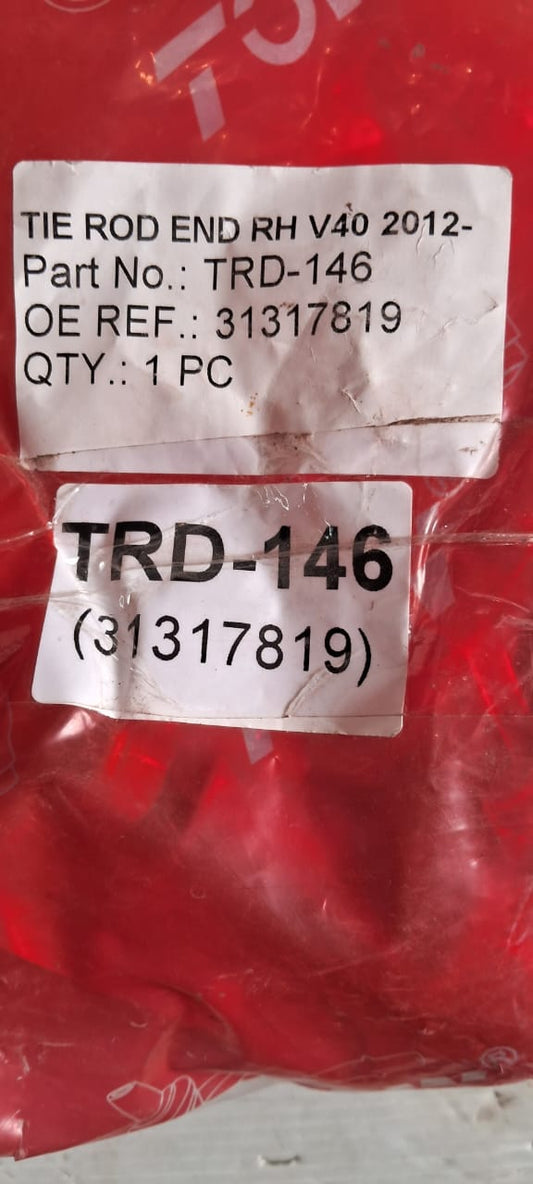 TIE ROD END RH V40 2012-
Part No.: TRD-146
OE REF.: 31317819
QTY.: 1 PC
TRD-146
(31317819)
®